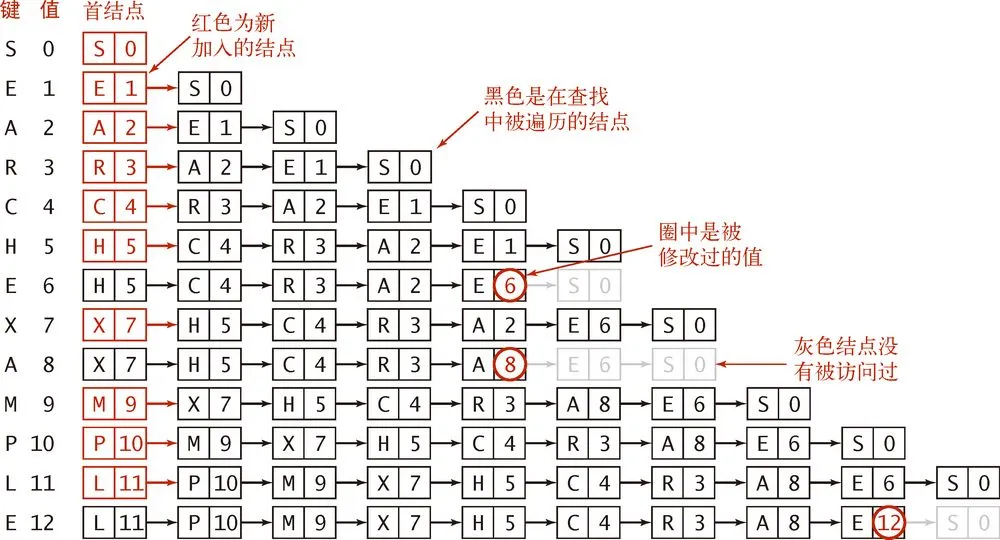 键 值 首结点
红色为新
加入的结点
S 0 S 0
E 1 E 1 S 0
黑色是在查找
中被遍历的结点
A 2 A 2 E 1 S 0
R 3 R 3 A 2 E 1 S 0
C 4 C 4 R 3 A 2 E 1 S 0
H 5 H 5 C 4 R 3 A 2 E 1 S 0
圈中是被
修改过的值
E 6 H 5 C 4 R 3 A 2 E 6 S 0
X 7 X 7 H 5 C 4 R 3 A 2 E 6 S 0
灰色结点没
有被访问过
A 8 X 7 H 5 C 4 R 3 A 8 E 6 S 0
M 9 M 9 X 7 H 5 C 4 R 3 A 8 E 6 S 0
P 10 P 10 M 9 X 7 H 5 C 4 R 3 A 8 E 6 S 0
L 11 L 11 P 10 M 9 X 7 H 5 C 4 R 3 A 8 E 6 S 0
E 12 L 11 P 10 M 9 X 7 H 5 C 4 R 3 A 8 E 12 S 0